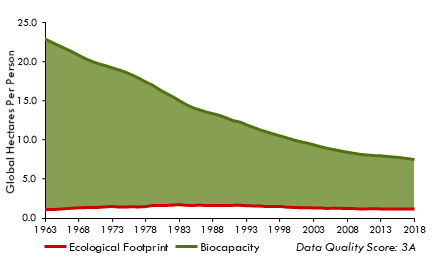 Global Hectares Per Person
25.0
20.0
15.0
10.0
5.0
0.0
1963 1968 1973 1978 1983 1988 1993 1998 2003 2008 2013 2018
Ecological Footprint Biocapacity Data Quality Score: 3A